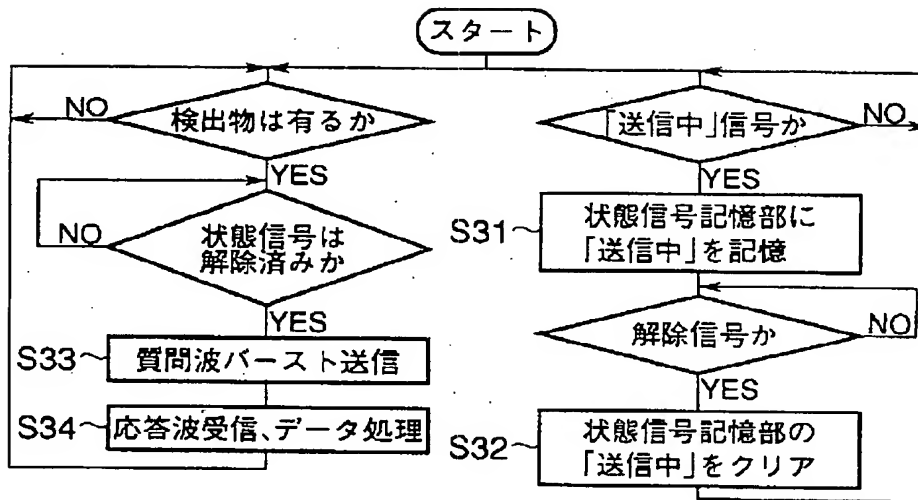 スタート
検出物は有るか
NO
YES
状態信号は
解除済みか
NO
YES
S33
質問波バースト送信
S34
応答波受信、データ処理
「送信中」信号か
NO
YES
S31
状態信号記憶部に
「送信中」を記憶
解除信号か
NO
YES
S32
状態信号記憶部の
「送信中」をクリア